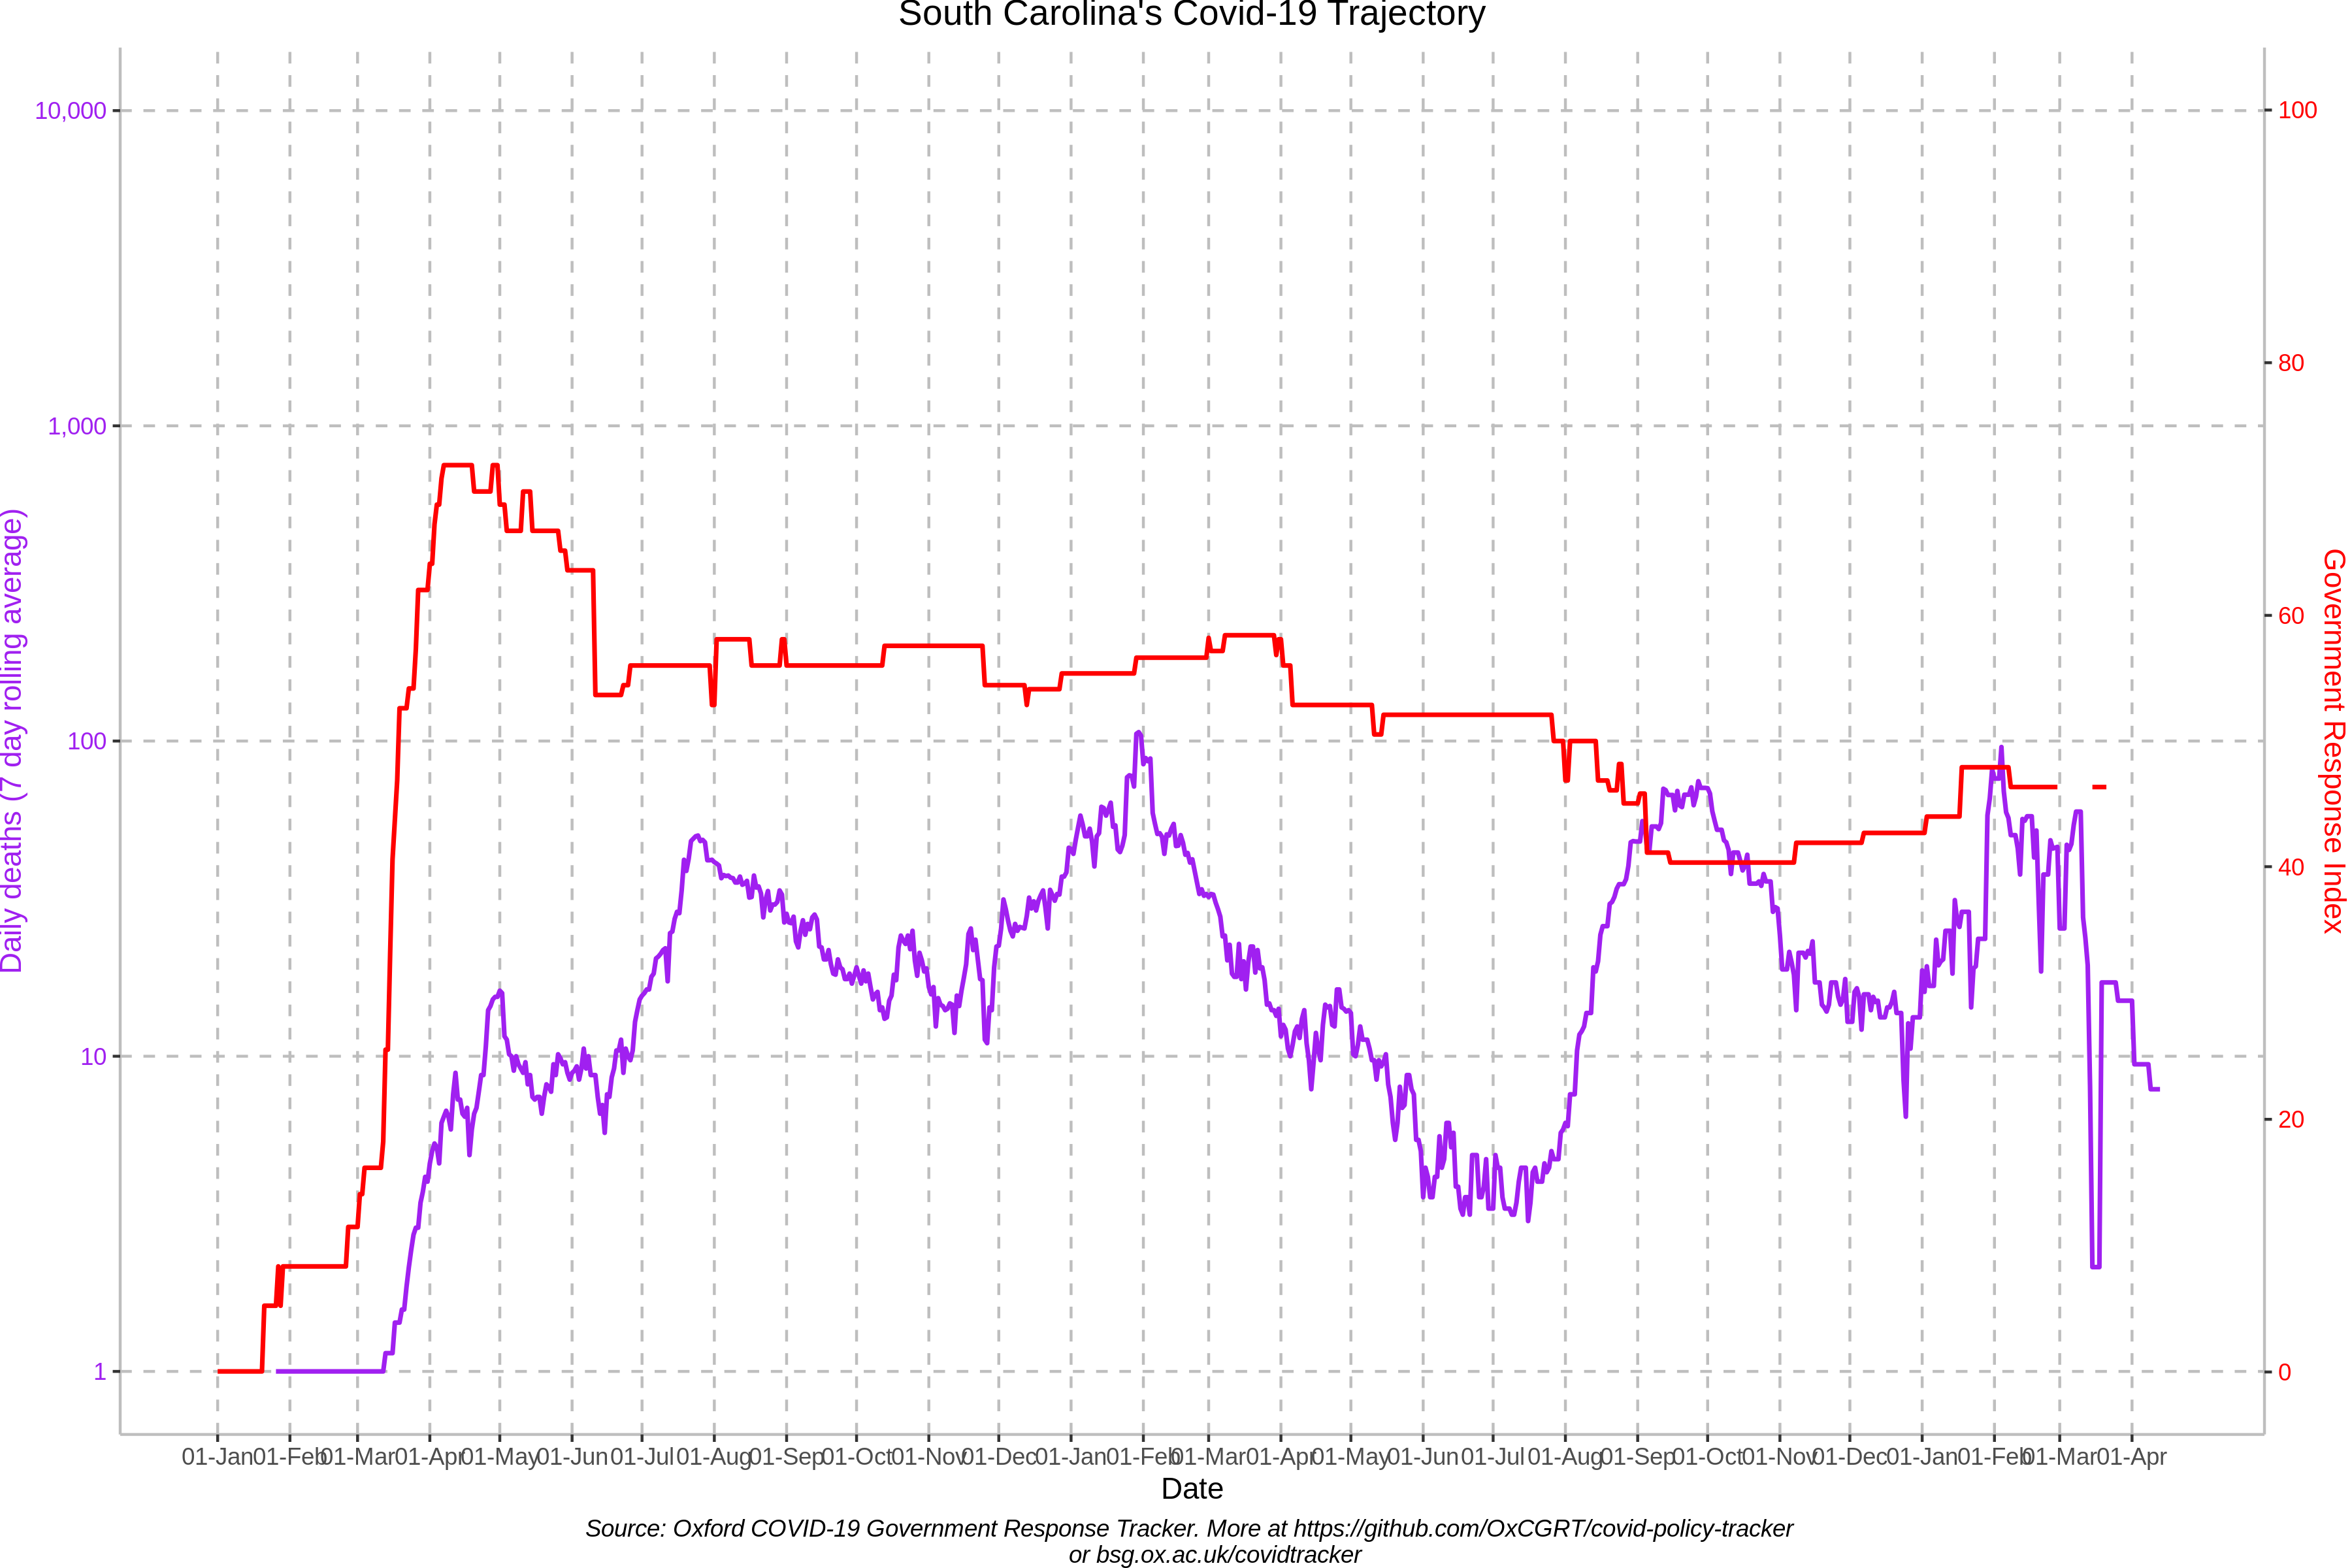 South Carolina's Covid-19 Trajectory
10,000
1,000
100
10
1
Daily deaths (7 day rolling average)
100
80
60
40
20
0
Government Response Index
01-Jan 01-Feb 01-Mar 01-Apr 01-May 01-Jun 01-Jul 01-Aug 01-Sep 01-Oct 01-Nov 01-Dec 01-Jan 01-Feb 01-Mar 01-Apr 01-May 01-Jun 01-Jul 01-Aug 01-Sep 01-Oct 01-Nov 01-Dec 01-Jan 01-Feb 01-Mar 01-Apr
Date
Source: Oxford COVID-19 Government Response Tracker. More at https://github.com/OxCGRT/covid-policy-tracker
or bsg.ox.ac.uk/covidtracker